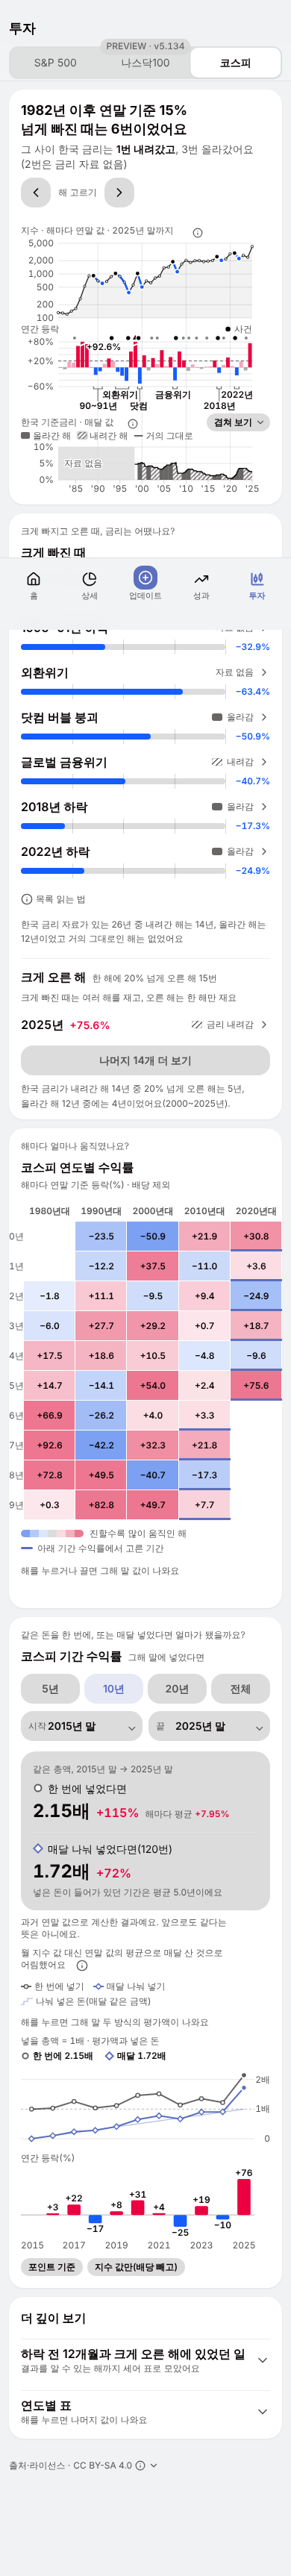 투자
PREVIEW · v5.134
S&P 500
나스닥100
코스피
1982년 이후 연말 기준 15%
넘게 빠진 때는 6번이었어요
그 사이 한국 금리는 1번 내려갔고, 3번 올라갔어요
(2번은 금리 자료 없음)
해 고르기
지수 · 해마다 연말 값 · 2025년 말까지
5,000
2,000
1,000
500
200
100
연간 등락
사건
+80%
+92.6%
+20%
−60%
외환위기
금융위기
2022년
90~91년
닷컴
2018년
한국 기준금리 · 매달 값
겹쳐 보기
올라간 해
내려간 해
거의 그대로
10%
5%
0%
자료 없음
'85
'90
'95
'00
'05
'10
'15
'20
'25
크게 빠지고 오른 때, 금리는 어땠나요?
홈
상세
업데이트
성과
투자
−32.9%
외환위기
자료 없음
−63.4%
닷컴 버블 붕괴
올라감
−50.9%
글로벌 금융위기
내려감
−40.7%
2018년 하락
올라감
−17.3%
2022년 하락
올라감
−24.9%
목록 읽는 법
한국 금리 자료가 있는 26년 중 내려간 해는 14년, 올라간 해는
12년이었고 거의 그대로인 해는 없었어요
크게 오른 해 한 해에 20% 넘게 오른 해 15번
크게 빠진 때는 여러 해를 재고, 오른 해는 한 해만 재요
2025년 +75.6%
금리 내려감
나머지 14개 더 보기
한국 금리가 내려간 해 14년 중 20% 넘게 오른 해는 5년,
올라간 해 12년 중에는 4년이었어요(2000~2025년).
해마다 얼마나 움직였나요?
코스피 연도별 수익률
해마다 연말 기준 등락(%) · 배당 제외
1980년대 1990년대 2000년대 2010년대 2020년대
0년 −23.5 −50.9 +21.9 +30.8
1년 −12.2 +37.5 −11.0 +3.6
2년 −1.8 +11.1 −9.5 +9.4 −24.9
3년 −6.0 +27.7 +29.2 +0.7 +18.7
4년 +17.5 +18.6 +10.5 −4.8 −9.6
5년 +14.7 −14.1 +54.0 +2.4 +75.6
6년 +66.9 −26.2 +4.0 +3.3
7년 +92.6 −42.2 +32.3 +21.8
8년 +72.8 +49.5 −40.7 −17.3
9년 +0.3 +82.8 +49.7 +7.7
진할수록 많이 움직인 해
아래 기간 수익률에서 고른 기간
해를 누르거나 끌면 그해 말 값이 나와요
같은 돈을 한 번에, 또는 매달 넣었다면 얼마가 됐을까요?
코스피 기간 수익률 그해 말에 넣었다면
5년
10년
20년
전체
시작 2015년 말
끝 2025년 말
같은 총액, 2015년 말 → 2025년 말
한 번에 넣었다면
2.15배 +115% 해마다 평균 +7.95%
매달 나눠 넣었다면(120번)
1.72배 +72%
넣은 돈이 들어가 있던 기간은 평균 5.0년이에요
과거 연말 값으로 계산한 결과예요. 앞으로도 같다는
뜻은 아니에요.
월 지수 값 대신 연말 값의 평균으로 매달 산 것으로
어림했어요
한 번에 넣기
매달 나눠 넣기
나눠 넣은 돈(매달 같은 금액)
해를 누르면 그해 말 두 방식의 평가액이 나와요
넣을 총액 = 1배 · 평가액과 넣은 돈
한 번에 2.15배
매달 1.72배
2배
1배
0
연간 등락(%)
+3
+22
−17
+8
+31
+4
−25
+19
−10
+76
2015
2017
2019
2021
2023
2025
포인트 기준
지수 값만(배당 빼고)
더 깊이 보기
하락 전 12개월과 크게 오른 해에 있었던 일
결과를 알 수 있는 해까지 세어 표로 모았어요
연도별 표
해를 누르면 나머지 값이 나와요
출처·라이선스 · CC BY-SA 4.0